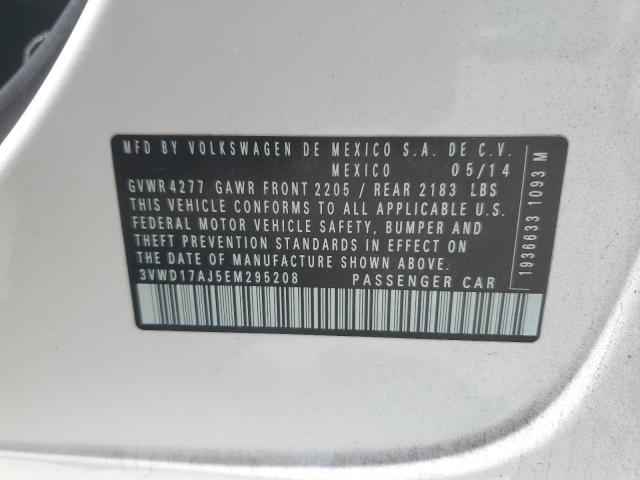 MFD BY VOLKSWAGEN DE MEXICO S.A. DE C.V.
MEXICO 05/14
GVWR 4277 GAWR FRONT 2205 / REAR 2183 LBS
THIS VEHICLE CONFORMS TO ALL APPLICABLE U.S.
FEDERAL MOTOR VEHICLE SAFETY, BUMPER AND
THEFT PREVENTION STANDARDS IN EFFECT ON
THE DATE OF MANUFACTURE SHOWN ABOVE.
3VWD17AJ5EM295208 PASSENGER CAR
1936633 1093 M